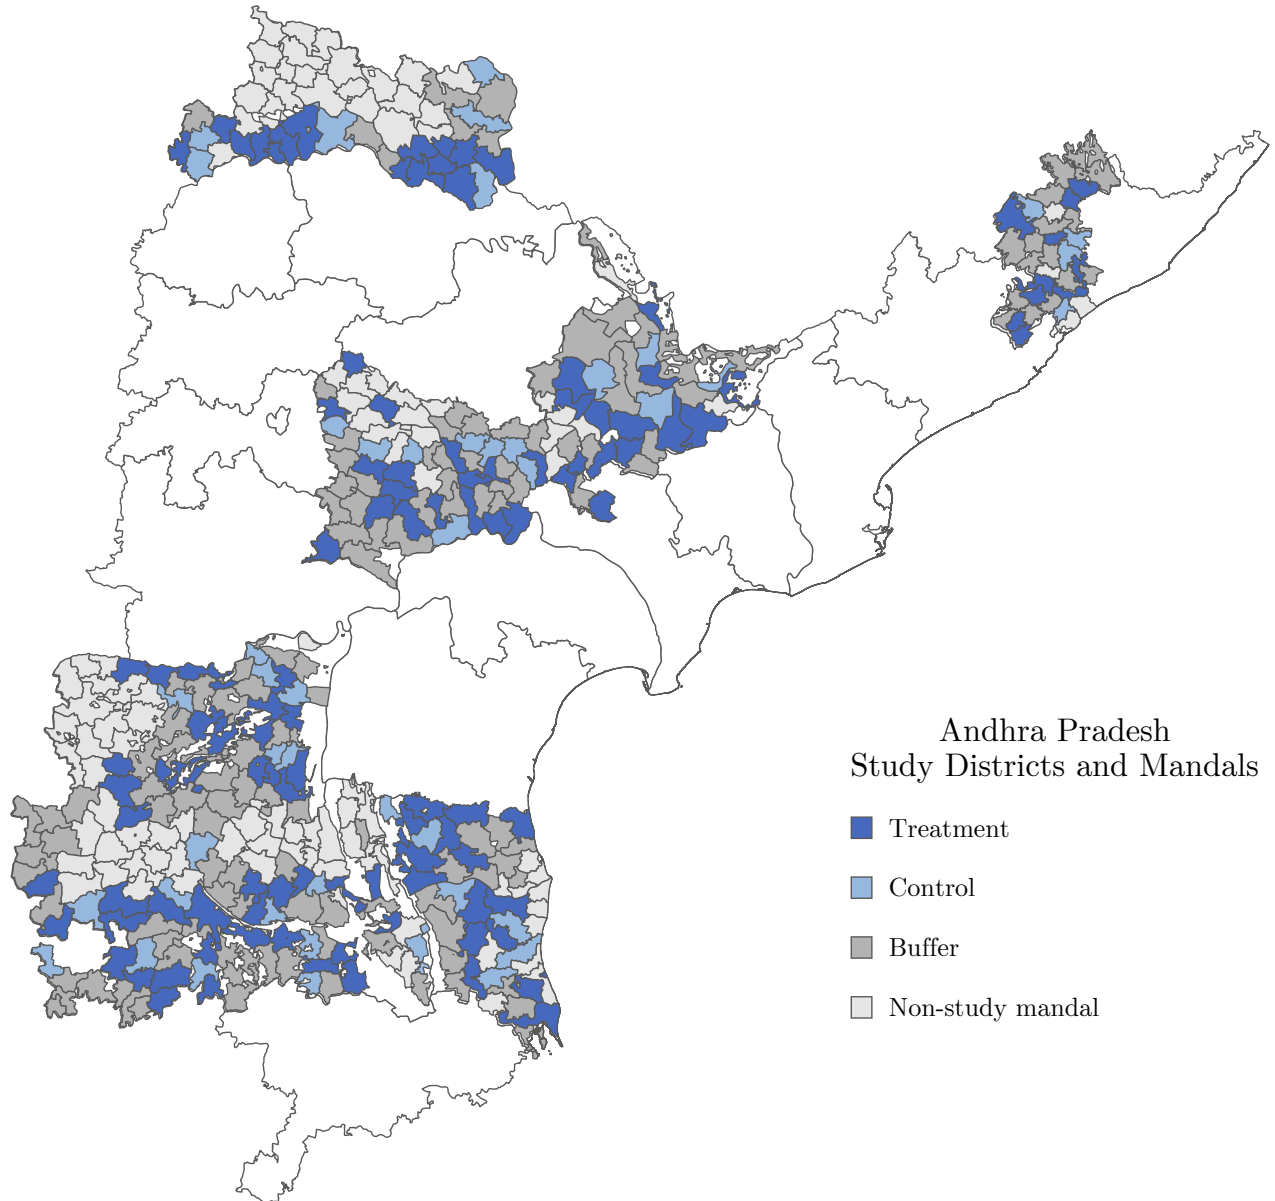 Andhra Pradesh
Study Districts and Mandals
Treatment
Control
Buffer
Non-study mandal